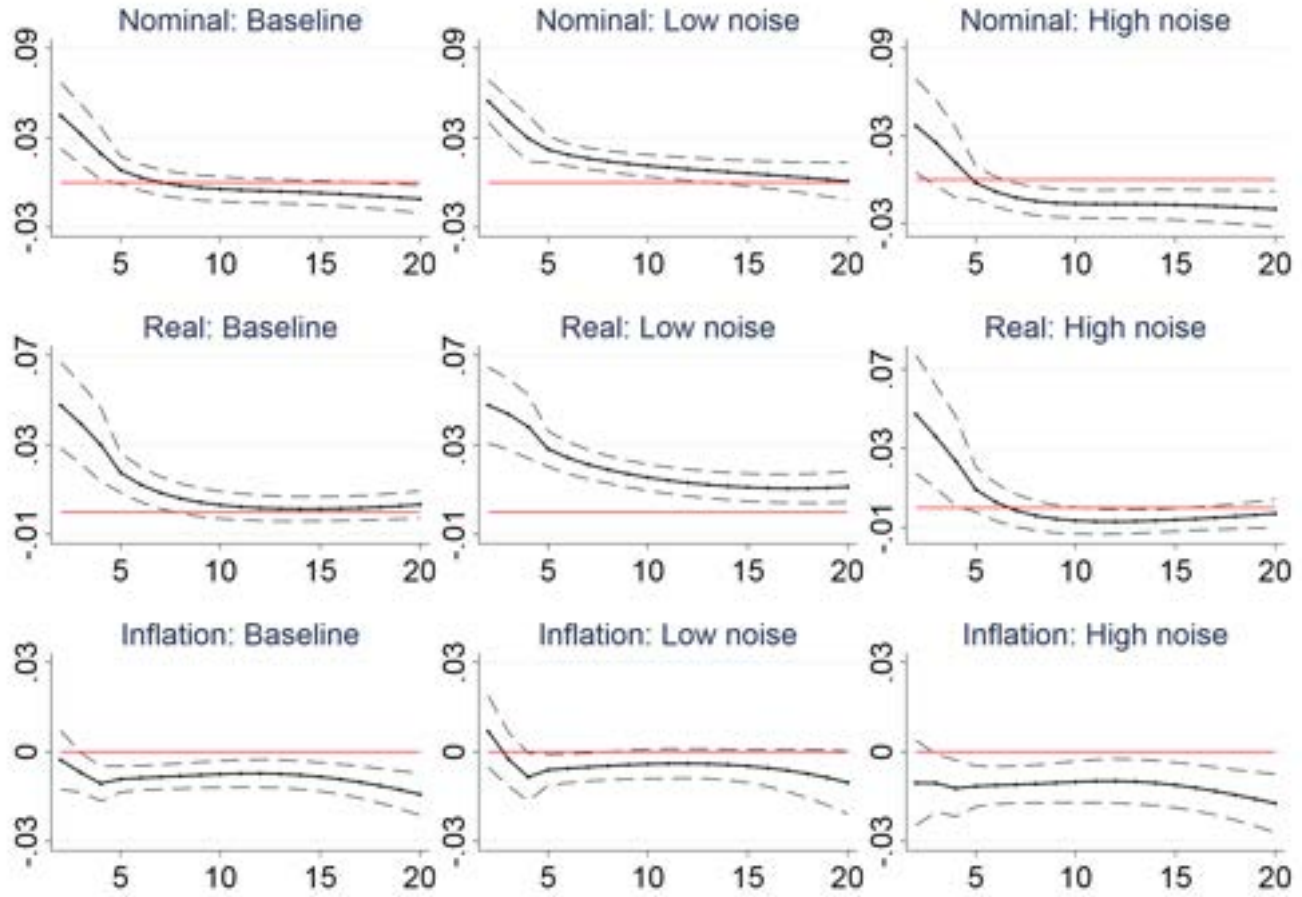 Nominal: Baseline
Nominal: Low noise
Nominal: High noise
.09
.03
-.03
5 10 15 20
.09
.03
-.03
5 10 15 20
.09
.03
-.03
5 10 15 20
Real: Baseline
Real: Low noise
Real: High noise
.07
.03
-.01
5 10 15 20
.07
.03
-.01
5 10 15 20
.07
.03
-.01
5 10 15 20
Inflation: Baseline
Inflation: Low noise
Inflation: High noise
.03
0
-.03
5 10 15 20
.03
0
-.03
5 10 15 20
.03
0
-.03
5 10 15 20